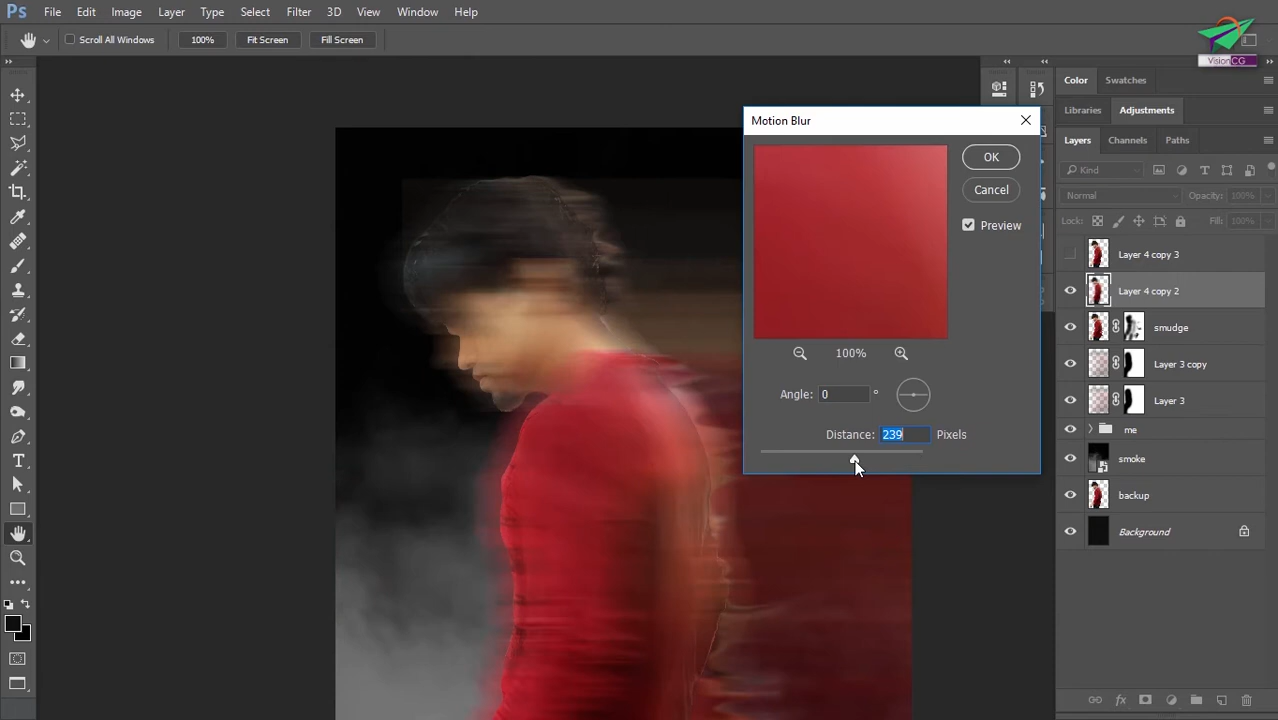 Ps File Edit Image Layer Type Select Filter 3D View Window Help
Scroll All Windows 100% Fit Screen Fill Screen
VisionCG
Color Swatches
Libraries Adjustments
Layers Channels Paths
Kind
Normal Opacity: 100%
Lock: Fill: 100%
Layer 4 copy 3
Layer 4 copy 2
smudge
Layer 3 copy
Layer 3
me
smoke
backup
Background
Motion Blur
OK
Cancel
Preview
100%
Angle: 0 °
Distance: 239 Pixels
T